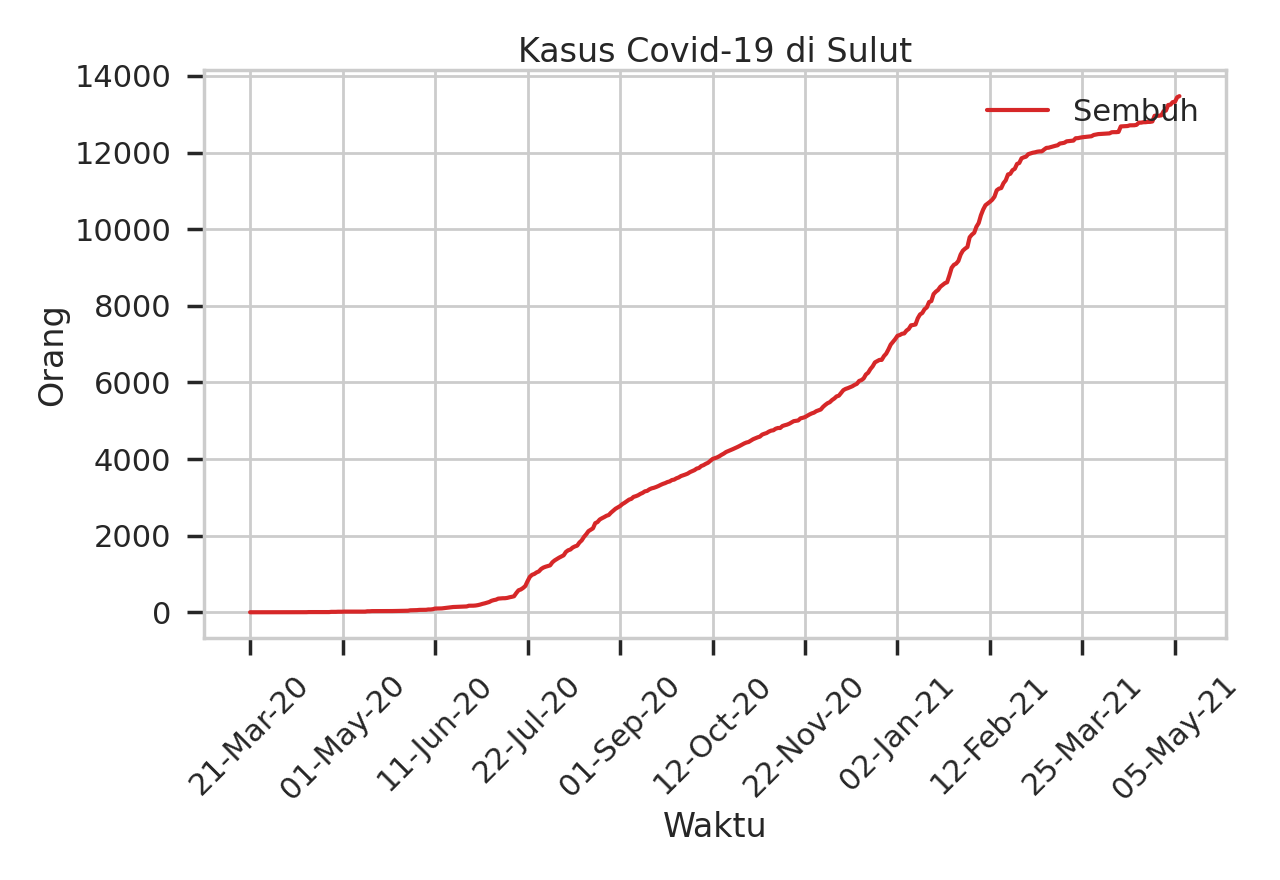 Kasus Covid-19 di Sulut
14000
12000
10000
8000
6000
4000
2000
0
Orang
Sembuh
21-Mar-20
01-May-20
11-Jun-20
22-Jul-20
01-Sep-20
12-Oct-20
22-Nov-20
02-Jan-21
12-Feb-21
25-Mar-21
05-May-21
Waktu